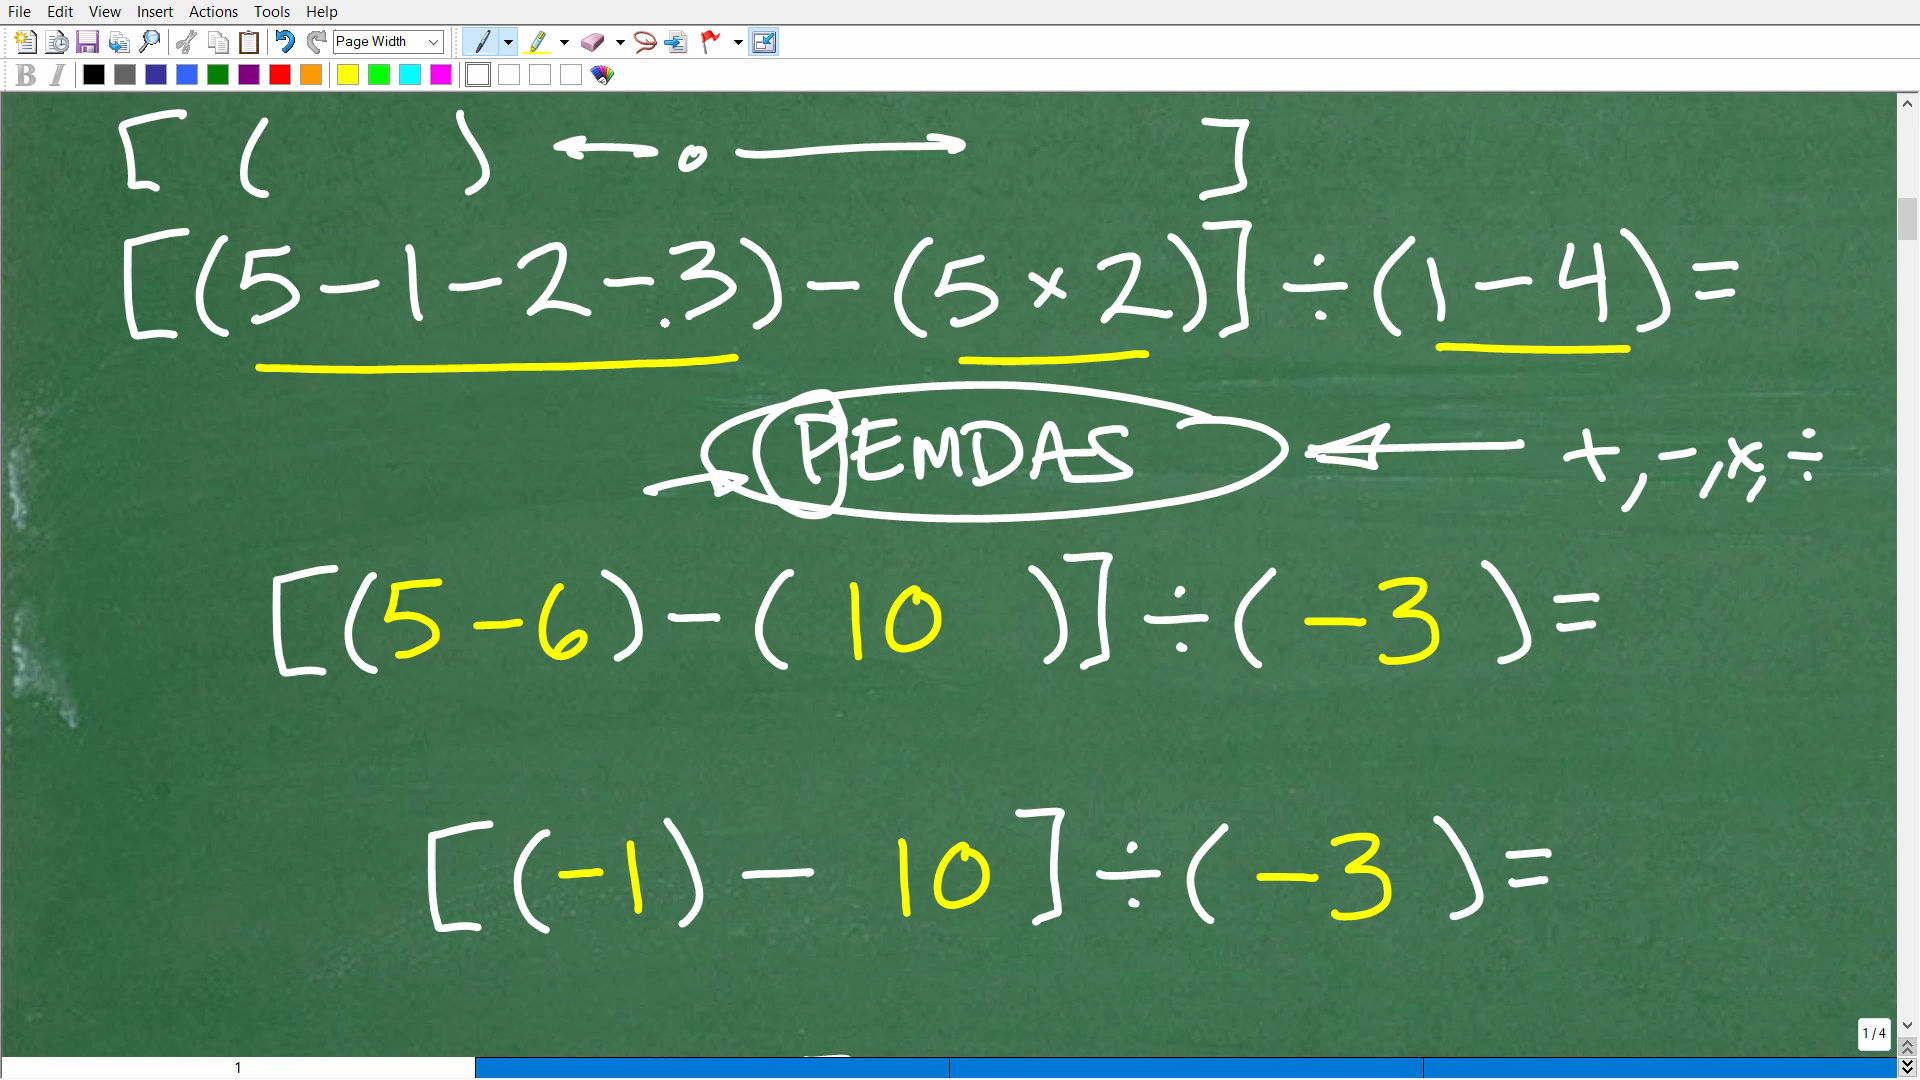 File Edit View Insert Actions Tools Help
Page Width
B I
[ ( ) ←o→ ]
[(5-1-2-3)-(5×2)]÷(1-4)=
PEMDAS ← +,-,x,÷
[(5-6)-(10)]÷(-3)=
[(-1)-10]÷(-3)=
1 / 4
1